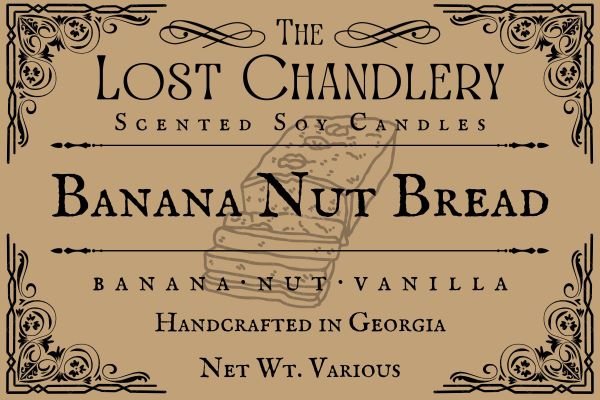 The
Lost Chandlery
Scented Soy Candles
Banana Nut Bread
banana·nut·vanilla
Handcrafted in Georgia
Net Wt. Various